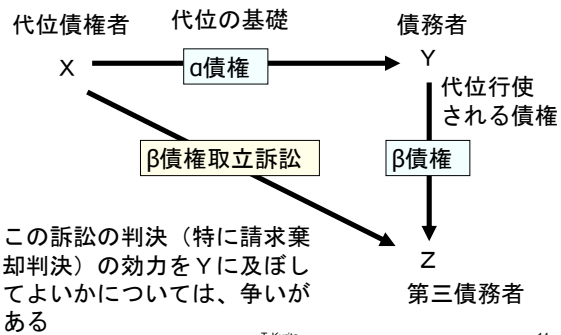 代位債権者
代位の基礎
債務者
X
α債権
Y
代位行使
される債権
β債権取立訴訟
β債権
この訴訟の判決（特に請求棄
却判決）の効力をＹに及ぼし
てよいかについては、争いが
ある
Z
第三債務者